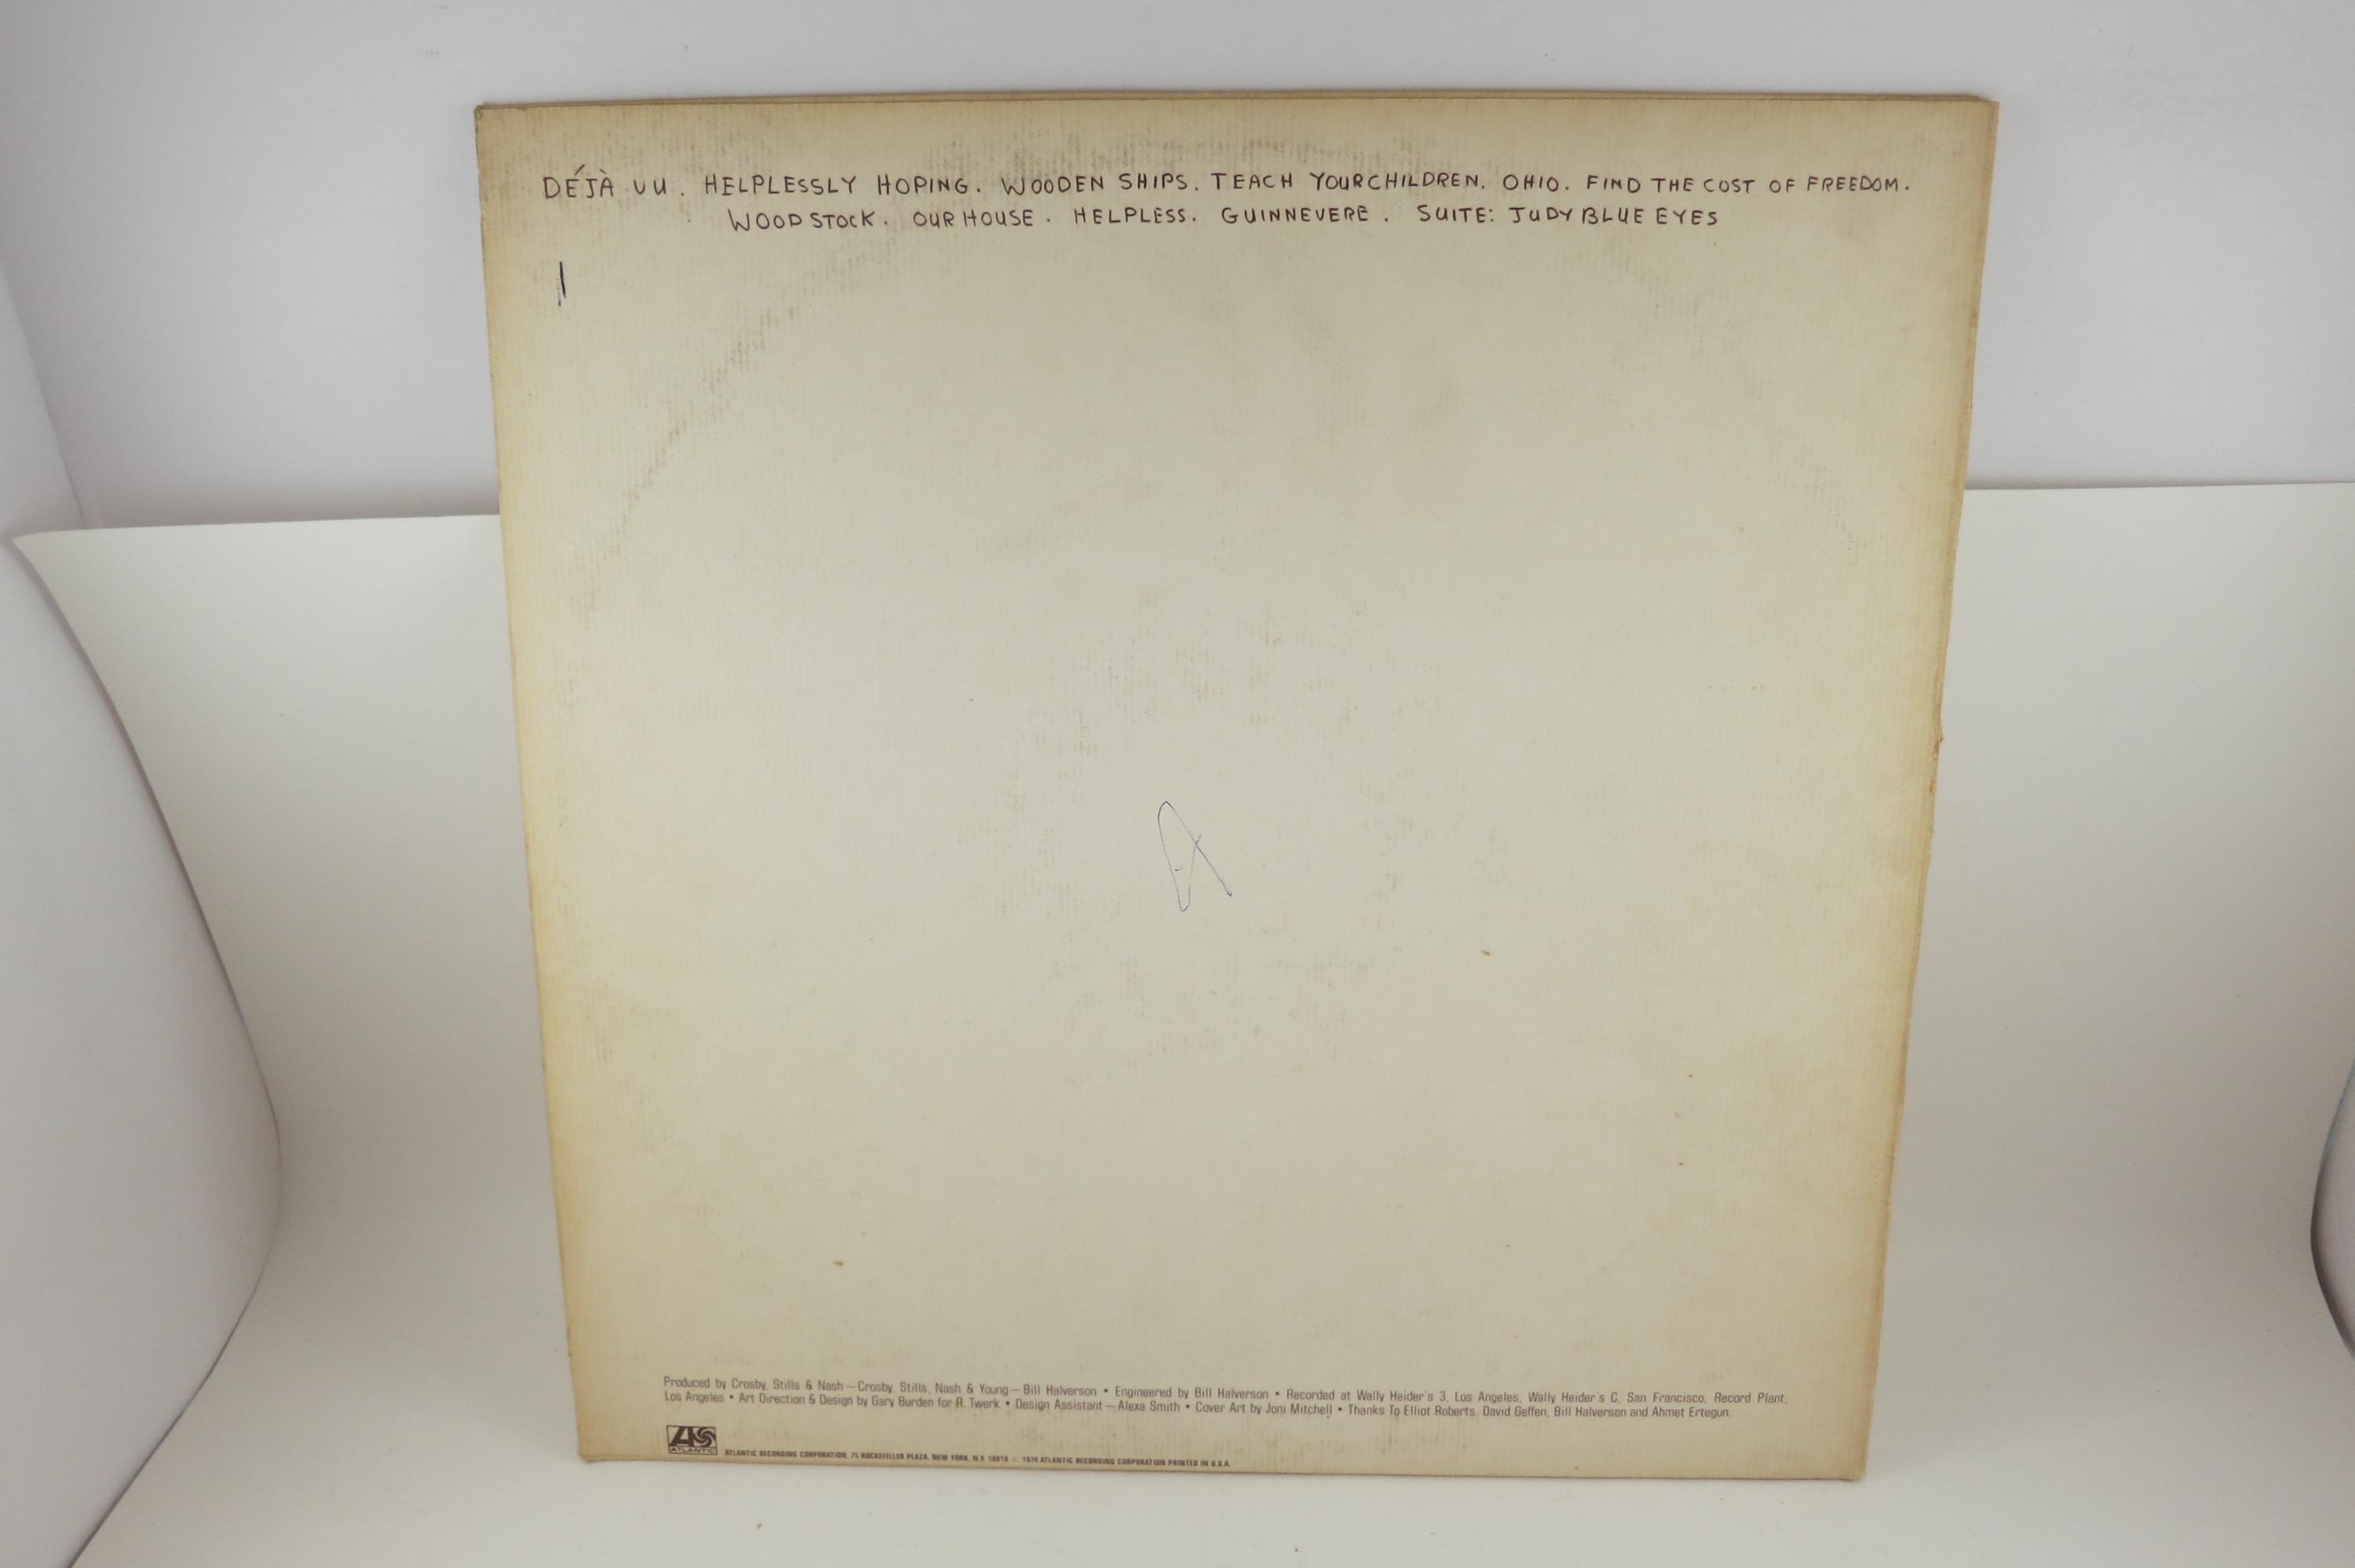 DÉJÀ VU. HELPLESSLY HOPING. WOODEN SHIPS. TEACH YOUR CHILDREN. OHIO. FIND THE COST OF FREEDOM.
WOODSTOCK. OUR HOUSE. HELPLESS. GUINNEVERE. SUITE: JUDY BLUE EYES
A
Produced by Crosby, Stills & Nash—Crosby, Stills, Nash & Young—Bill Halverson • Engineered by Bill Halverson • Recorded at Wally Heider's 3, Los Angeles, Wally Heider's C, San Francisco, Record Plant,
Los Angeles • Art Direction & Design by Gary Burden for R. Twerk • Design Assistant—Alexa Smith • Cover Art by Joni Mitchell • Thanks To Elliot Roberts, David Geffen, Bill Halverson and Ahmet Ertegun.
ATLANTIC
ATLANTIC RECORDING CORPORATION, 75 ROCKEFELLER PLAZA, NEW YORK, N.Y. 10019 © 1974 ATLANTIC RECORDING CORPORATION PRINTED IN U.S.A.